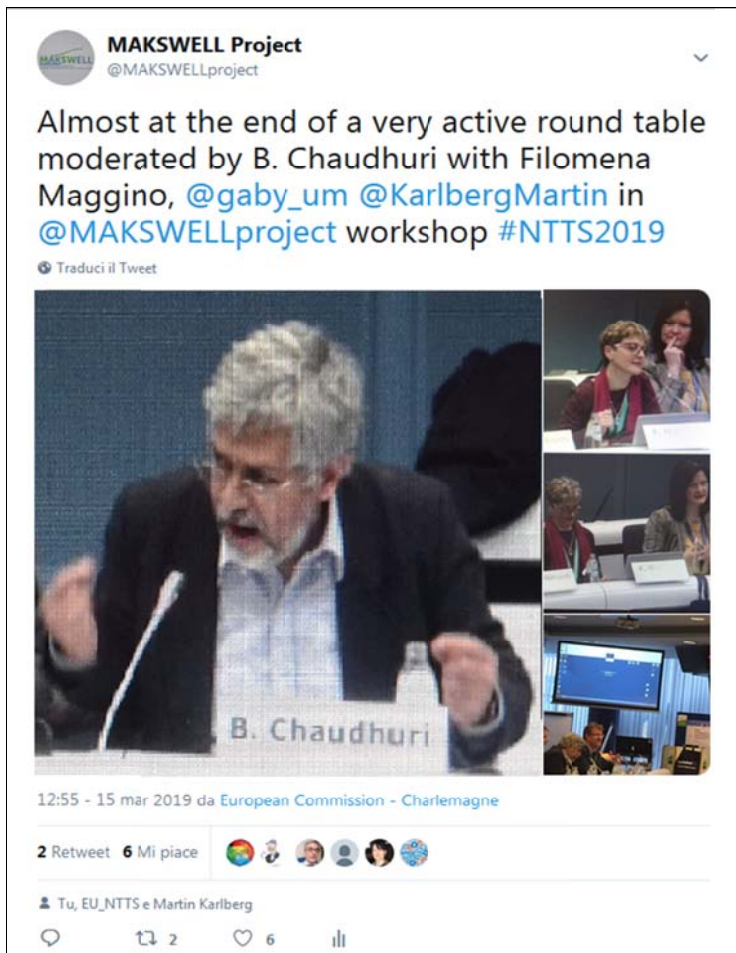 MAKSWELL
MAKSWELL Project
@MAKSWELLproject
Almost at the end of a very active round table
moderated by B. Chaudhuri with Filomena
Maggino, @gaby_um @KarlbergMartin in
@MAKSWELLproject workshop #NTTS2019
Traduci il Tweet
B. Chaudhuri
12:55 - 15 mar 2019 da European Commission - Charlemagne
2 Retweet 6 Mi piace
Tu, EU_NTTS e Martin Karlberg
2 6